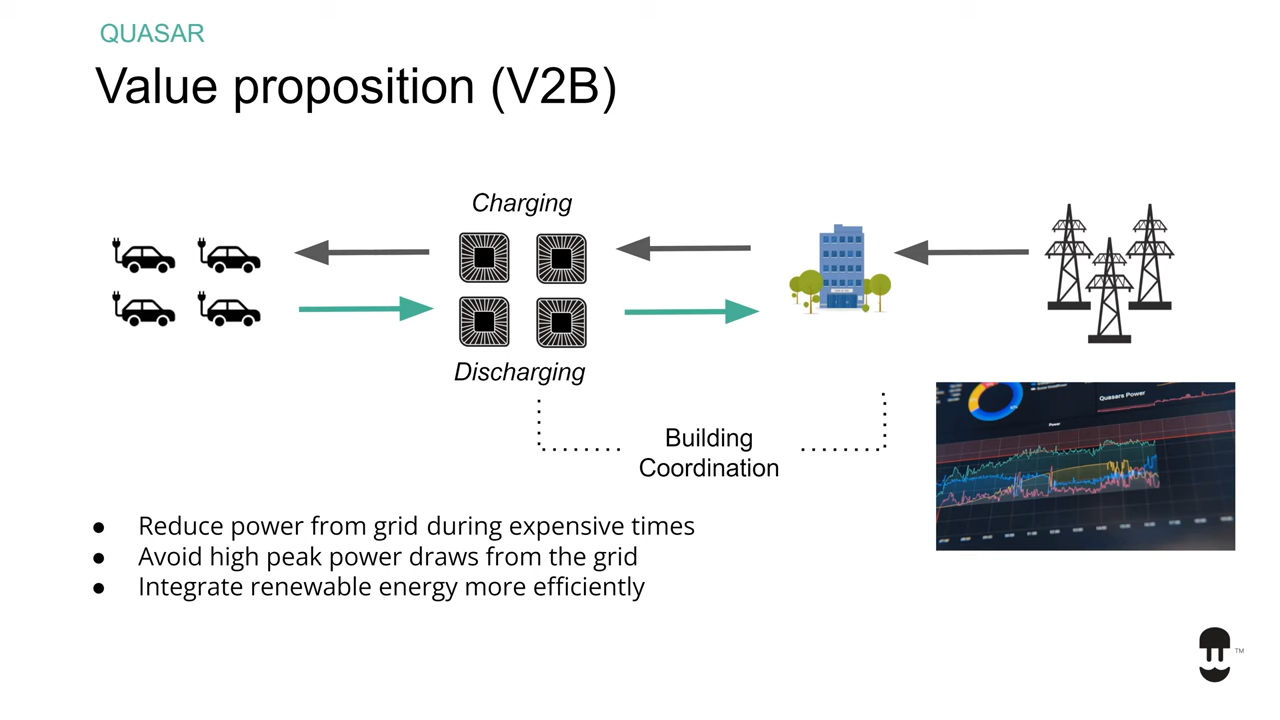 QUASAR
Value proposition (V2B)
Charging
Discharging
Building
Coordination
Quasars Power
Power
● Reduce power from grid during expensive times
● Avoid high peak power draws from the grid
● Integrate renewable energy more efficiently
TM